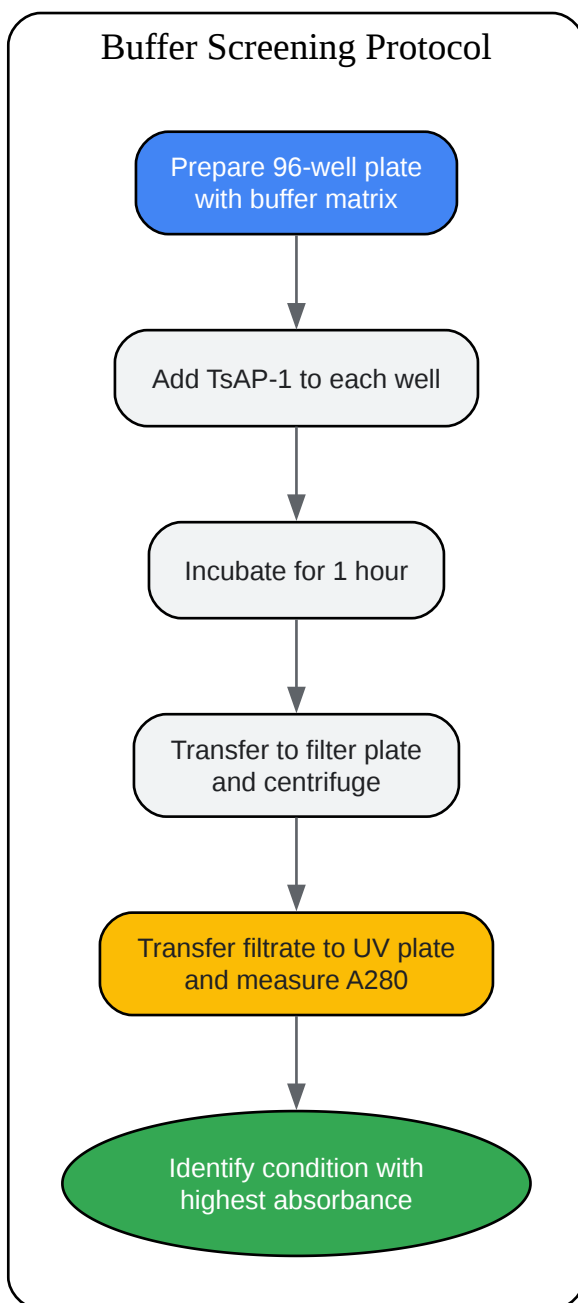 Buffer Screening Protocol
Prepare 96-well plate
with buffer matrix
Add TsAP-1 to each well
Incubate for 1 hour
Transfer to filter plate
and centrifuge
Transfer filtrate to UV plate
and measure A280
Identify condition with
highest absorbance